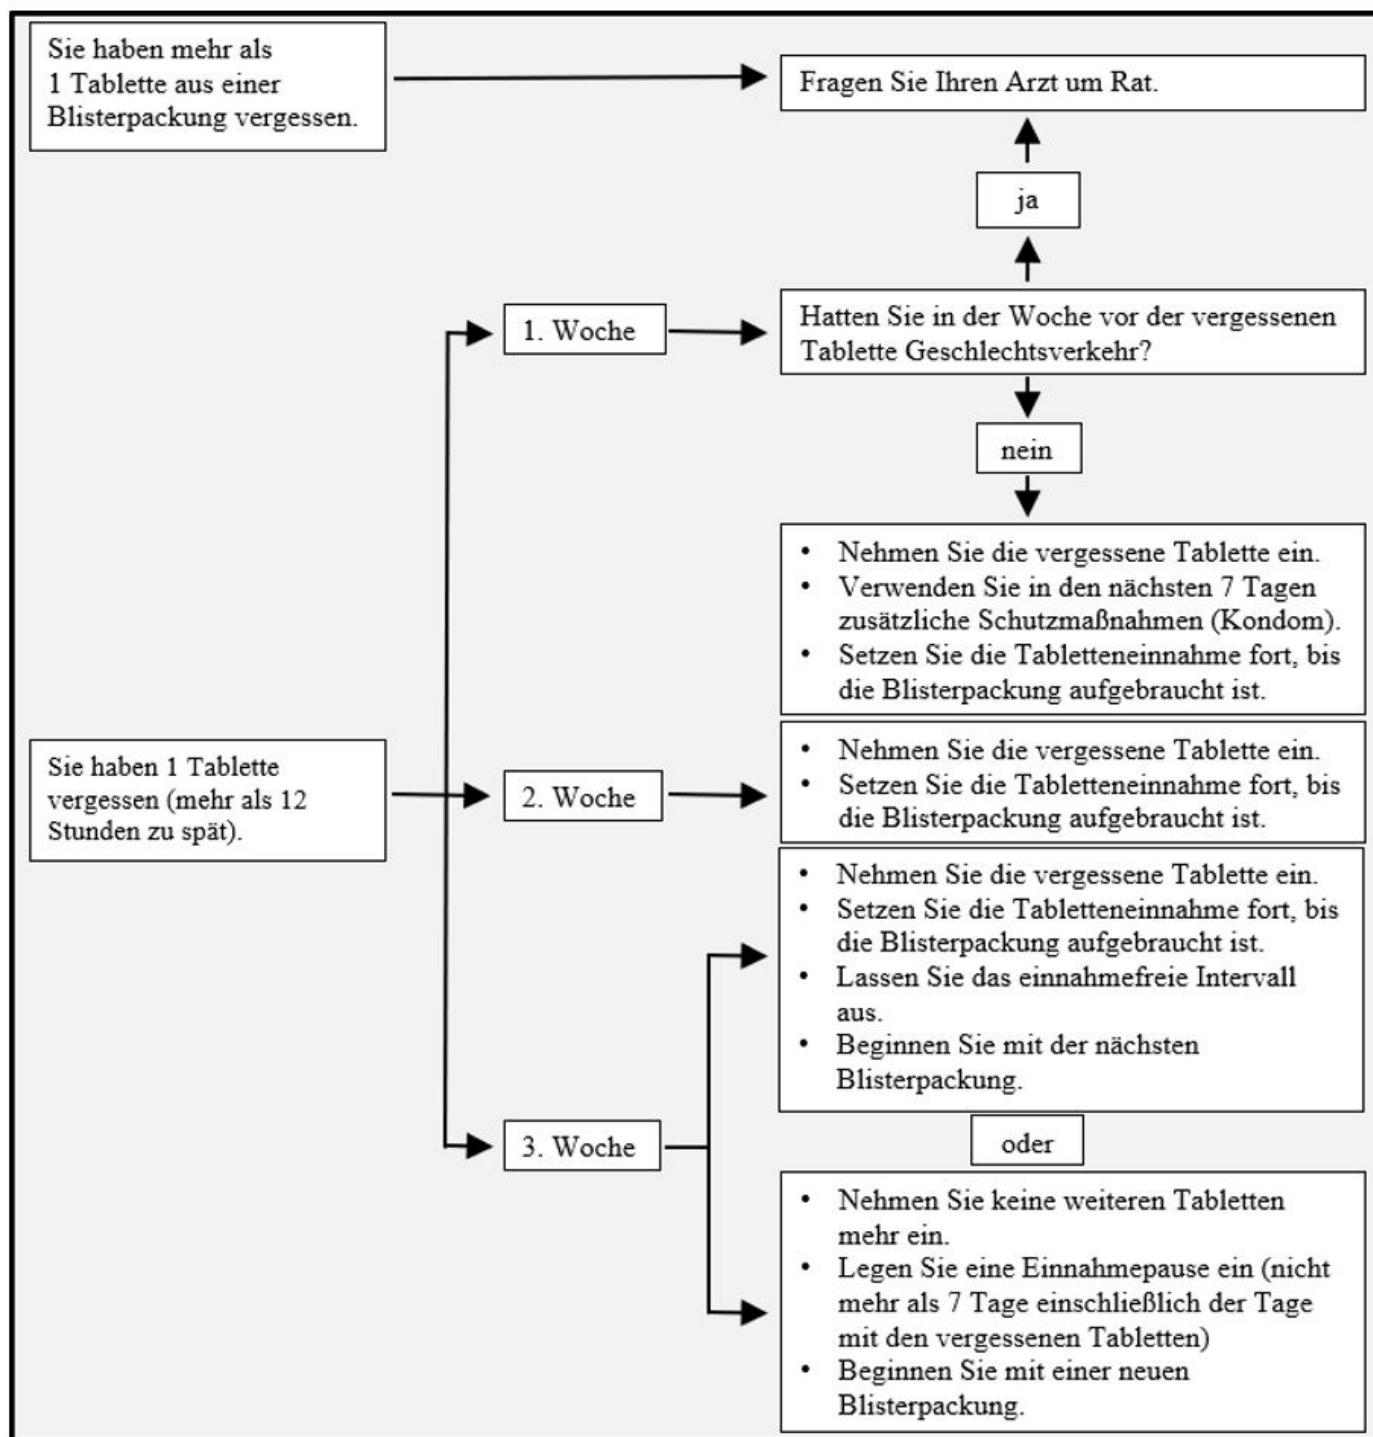 Sie haben mehr als
1 Tablette aus einer
Blisterpackung vergessen.
Fragen Sie Ihren Arzt um Rat.
ja
1. Woche
Hatten Sie in der Woche vor der vergessenen
Tablette Geschlechtsverkehr?
nein
• Nehmen Sie die vergessene Tablette ein.
• Verwenden Sie in den nächsten 7 Tagen
zusätzliche Schutzmaßnahmen (Kondom).
• Setzen Sie die Tabletteneinnahme fort, bis
die Blisterpackung aufgebraucht ist.
Sie haben 1 Tablette
vergessen (mehr als 12
Stunden zu spät).
2. Woche
• Nehmen Sie die vergessene Tablette ein.
• Setzen Sie die Tabletteneinnahme fort, bis
die Blisterpackung aufgebraucht ist.
3. Woche
• Nehmen Sie die vergessene Tablette ein.
• Setzen Sie die Tabletteneinnahme fort, bis
die Blisterpackung aufgebraucht ist.
• Lassen Sie das einnahmefreie Intervall
aus.
• Beginnen Sie mit der nächsten
Blisterpackung.
oder
• Nehmen Sie keine weiteren Tabletten
mehr ein.
• Legen Sie eine Einnahmepause ein (nicht
mehr als 7 Tage einschließlich der Tage
mit den vergessenen Tabletten)
• Beginnen Sie mit einer neuen
Blisterpackung.